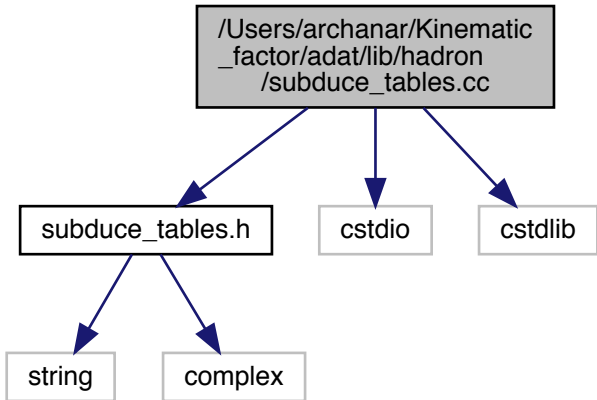 /Users/archanar/Kinematic
_factor/adat/lib/hadron
/subduce_tables.cc
subduce_tables.h
cstdio
cstdlib
string
complex